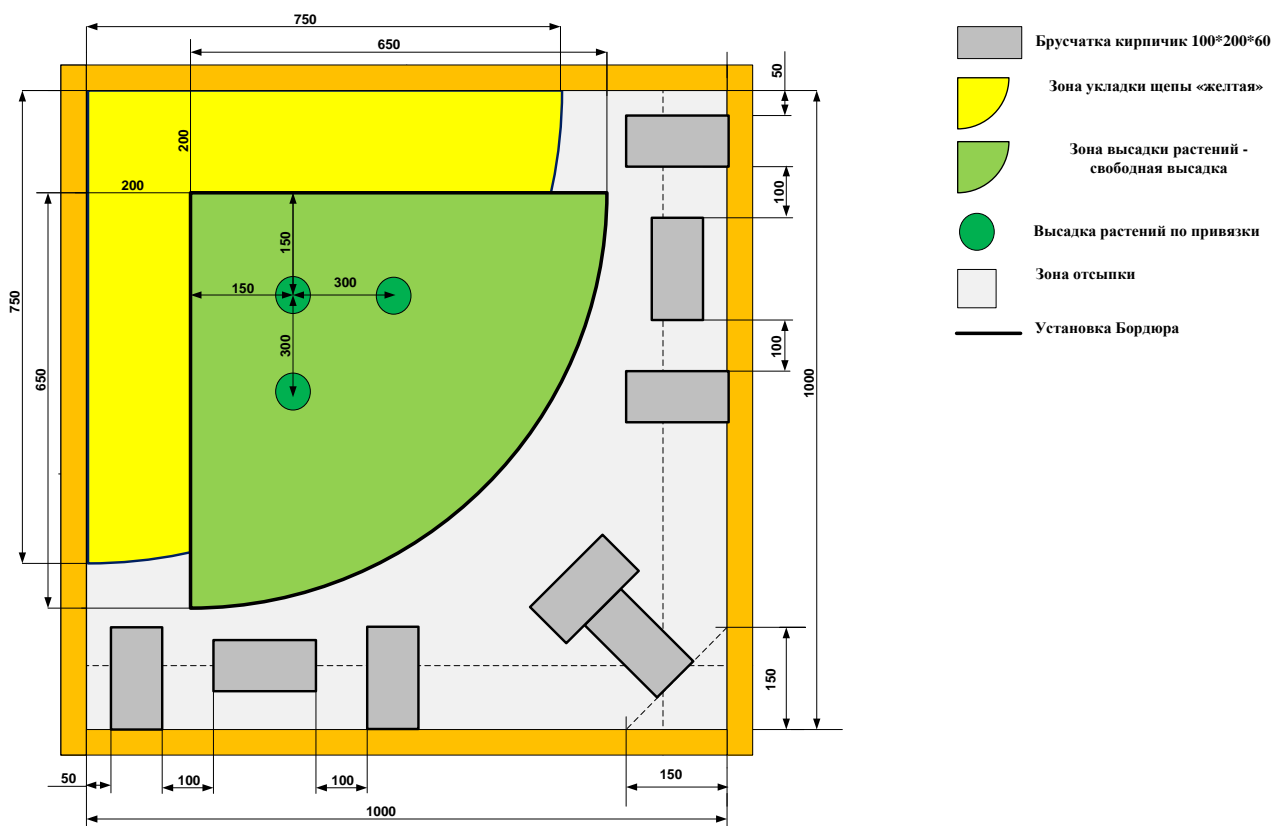 750
650
50
Брусчатка кирпичик 100*200*60
Зона укладки щепы «желтая»
200
200
100
Зона высадки растений -
свободная высадка
150
Высадка растений по привязки
150
300
Зона отсыпки
750
300
100
1000
Установка Бордюра
650
150
50
100
100
150
1000